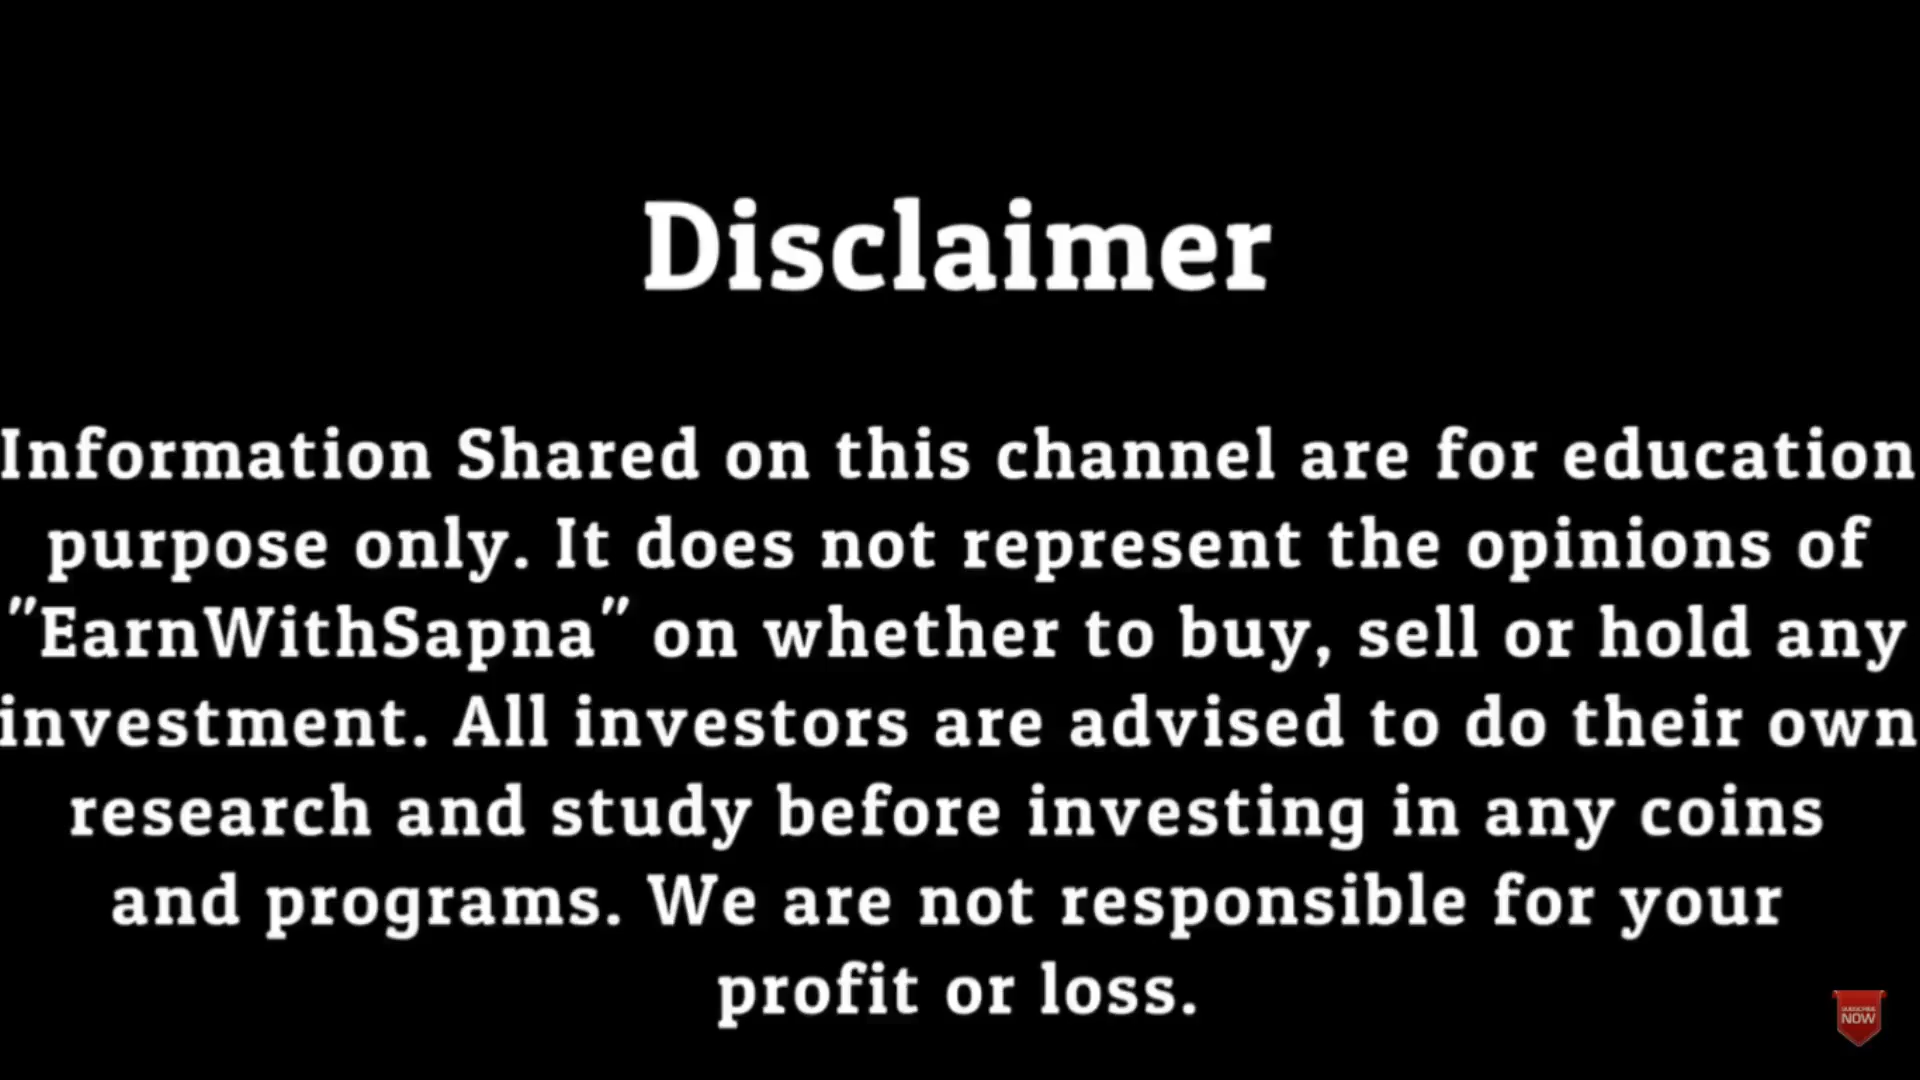 Disclaimer
Information Shared on this channel are for education
purpose only. It does not represent the opinions of
"EarnWithSapna" on whether to buy, sell or hold any
investment. All investors are advised to do their own
research and study before investing in any coins
and programs. We are not responsible for your
profit or loss.
SUBSCRIBE
NOW